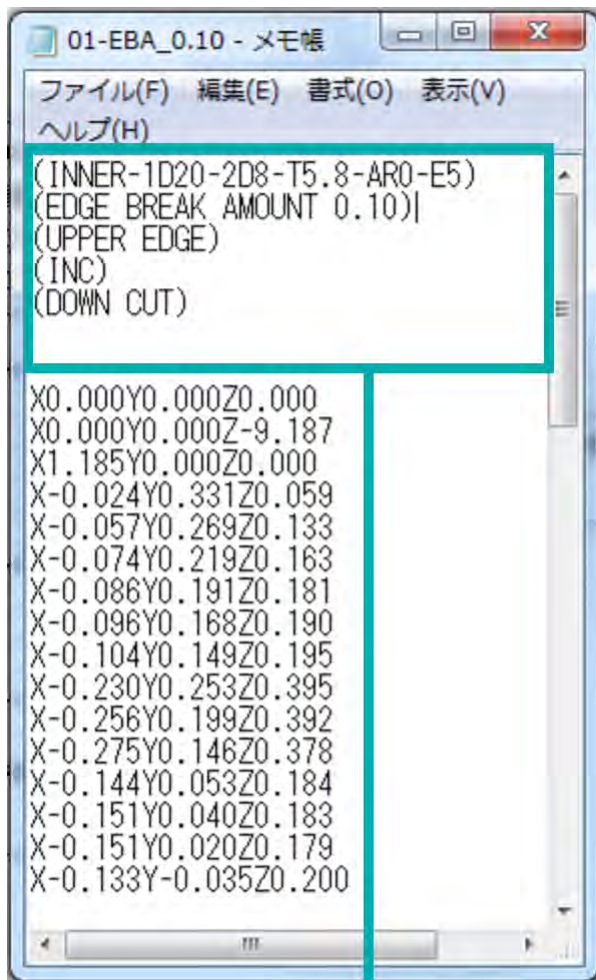 01-EBA_0.10 - メモ帳
ファイル(F) 編集(E) 書式(O) 表示(V)
ヘルプ(H)
(INNER-1D20-2D8-T5.8-AR0-E5)
(EDGE BREAK AMOUNT 0.10)
(UPPER EDGE)
(INC)
(DOWN CUT)
X0.000Y0.000Z0.000
X0.000Y0.000Z-9.187
X1.185Y0.000Z0.000
X-0.024Y0.331Z0.059
X-0.057Y0.269Z0.133
X-0.074Y0.219Z0.163
X-0.086Y0.191Z0.181
X-0.096Y0.168Z0.190
X-0.104Y0.149Z0.195
X-0.230Y0.253Z0.395
X-0.256Y0.199Z0.392
X-0.275Y0.146Z0.378
X-0.144Y0.053Z0.184
X-0.151Y0.040Z0.183
X-0.151Y0.020Z0.179
X-0.133Y-0.035Z0.200